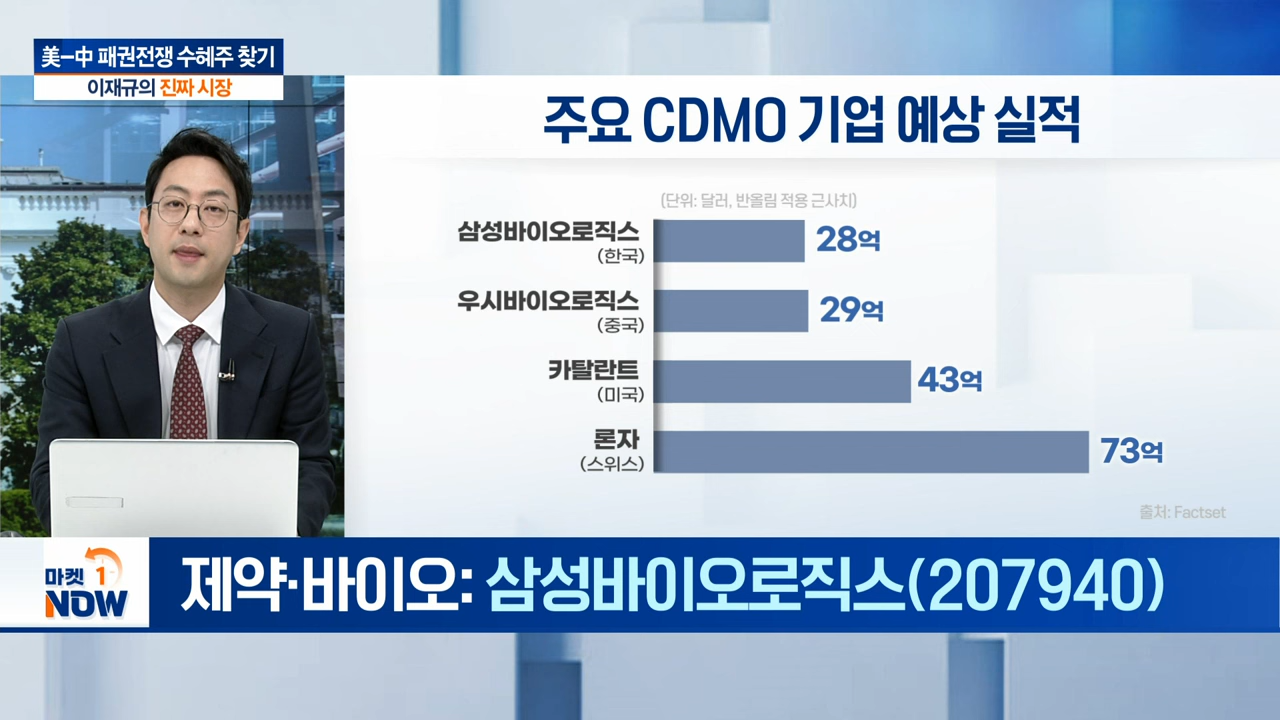 美-中 패권전쟁 수혜주 찾기
이재규의 진짜 시장
주요 CDMO 기업 예상 실적
(단위: 달러, 반올림 적용 근사치)
삼성바이오로직스
(한국)
28억
우시바이오로직스
(중국)
29억
카탈란트
(미국)
43억
론자
(스위스)
73억
출처: Factset
마켓 1
NOW
제약·바이오: 삼성바이오로직스(207940)